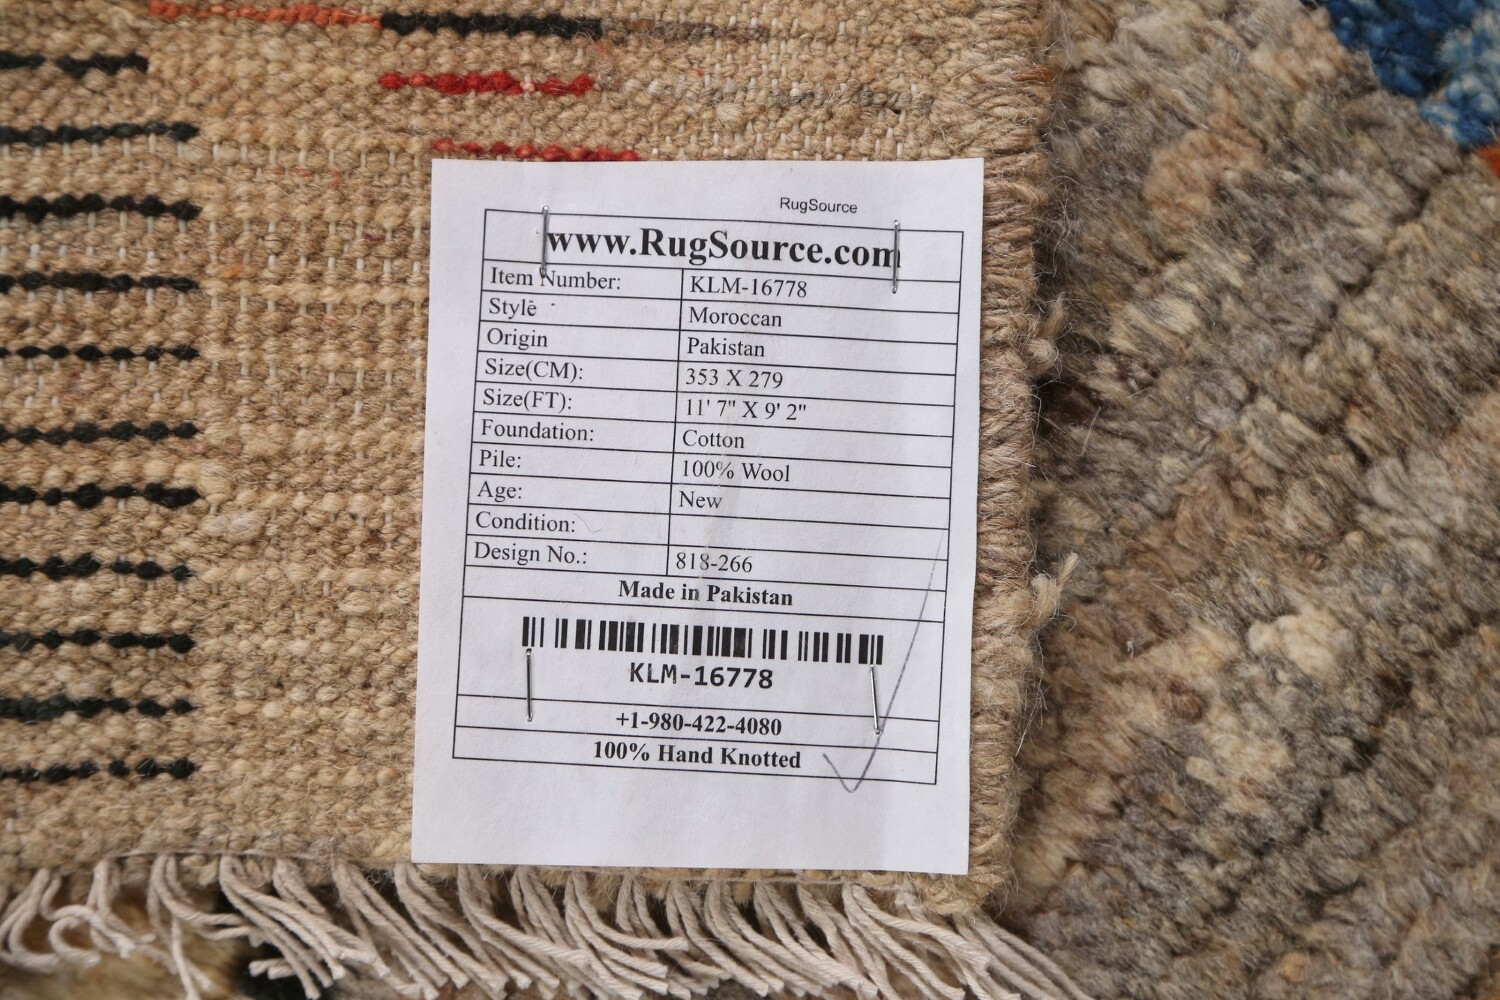 RugSource
www.RugSource.com
Item Number: KLM-16778
Style Moroccan
Origin Pakistan
Size(CM): 353 X 279
Size(FT): 11' 7" X 9' 2"
Foundation: Cotton
Pile: 100% Wool
Age: New
Condition:
Design No.: 818-266
Made in Pakistan
KLM-16778
+1-980-422-4080
100% Hand Knotted